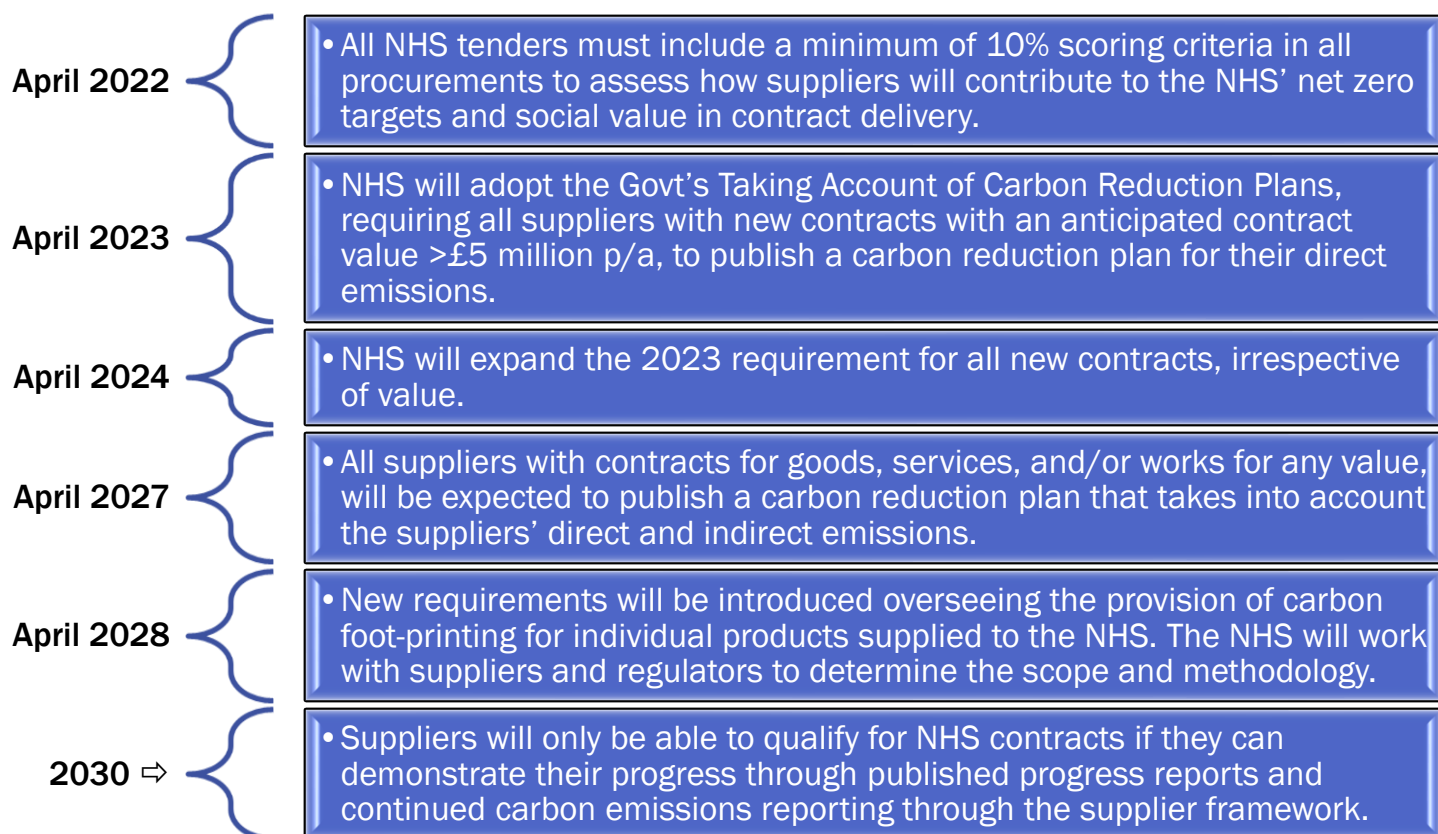 April 2022
• All NHS tenders must include a minimum of 10% scoring criteria in all
procurements to assess how suppliers will contribute to the NHS’ net zero
targets and social value in contract delivery.
April 2023
• NHS will adopt the Govt’s Taking Account of Carbon Reduction Plans,
requiring all suppliers with new contracts with an anticipated contract
value >£5 million p/a, to publish a carbon reduction plan for their direct
emissions.
April 2024
• NHS will expand the 2023 requirement for all new contracts, irrespective
of value.
April 2027
• All suppliers with contracts for goods, services, and/or works for any value,
will be expected to publish a carbon reduction plan that takes into account
the suppliers’ direct and indirect emissions.
April 2028
• New requirements will be introduced overseeing the provision of carbon
foot-printing for individual products supplied to the NHS. The NHS will work
with suppliers and regulators to determine the scope and methodology.
2030 ⇨
• Suppliers will only be able to qualify for NHS contracts if they can
demonstrate their progress through published progress reports and
continued carbon emissions reporting through the supplier framework.